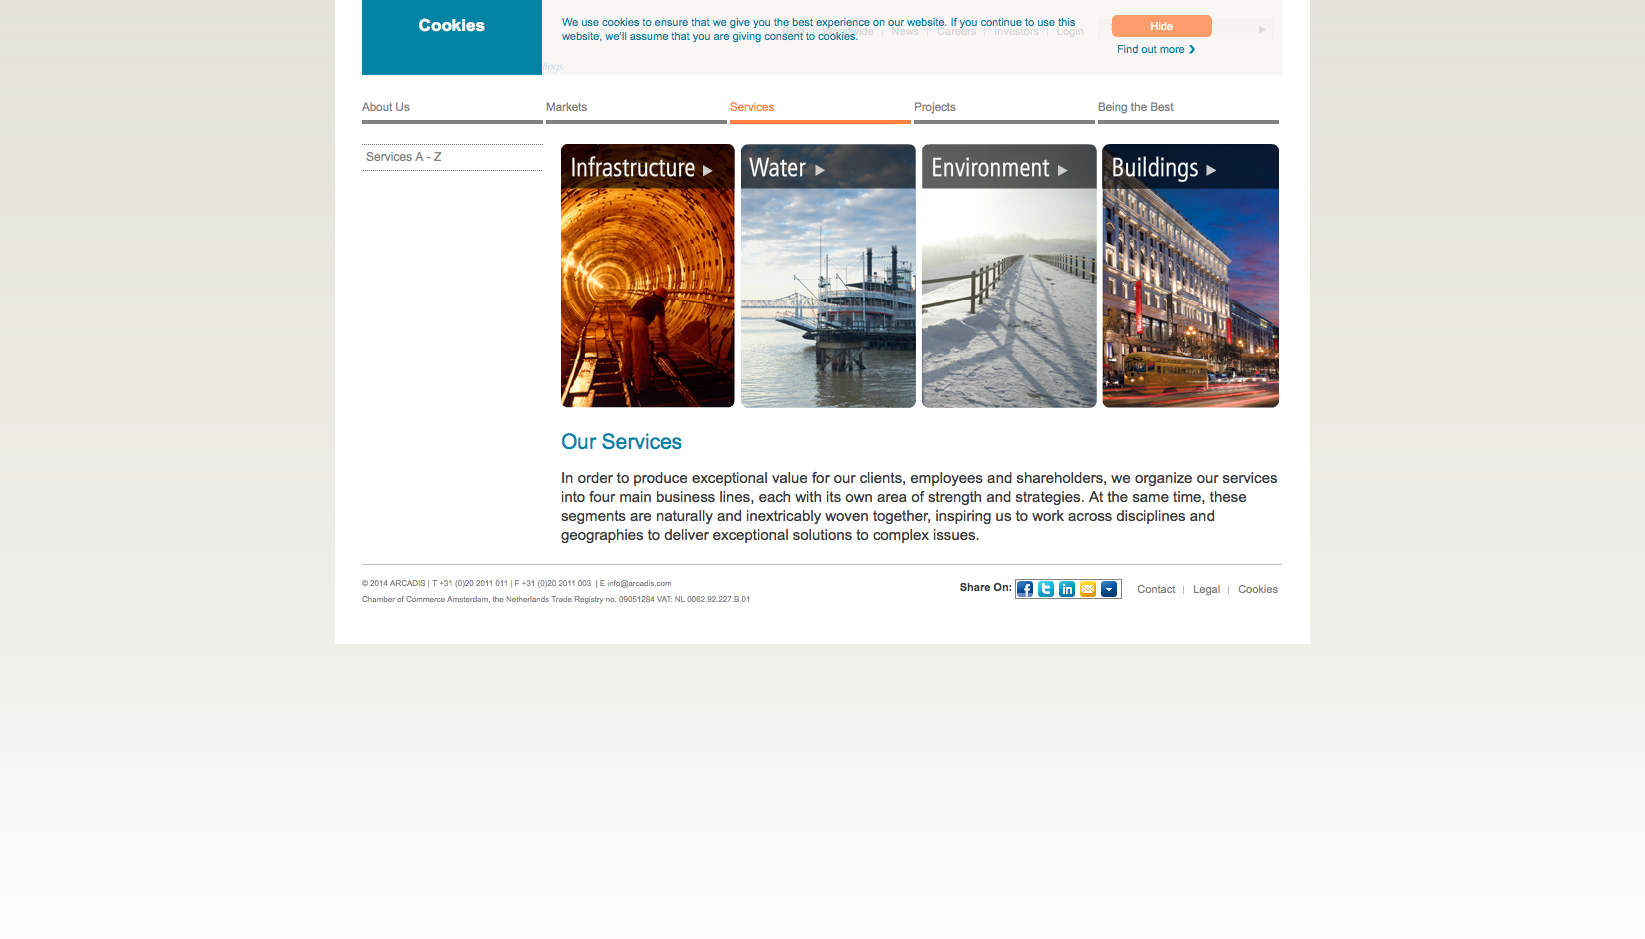 Cookies
We use cookies to ensure that we give you the best experience on our website. If you continue to use this
website, we'll assume that you are giving consent to cookies.
Hide
Find out more
Worldwide | News | Careers | Investors | Login
About Us
Markets
Services
Projects
Being the Best
Services A - Z
Infrastructure
Water
Environment
Buildings
Our Services
In order to produce exceptional value for our clients, employees and shareholders, we organize our services
into four main business lines, each with its own area of strength and strategies. At the same time, these
segments are naturally and inextricably woven together, inspiring us to work across disciplines and
geographies to deliver exceptional solutions to complex issues.
© 2014 ARCADIS | T +31 (0)20 2011 011 | F +31 (0)20 2011 003 | E info@arcadis.com
Chamber of Commerce Amsterdam, the Netherlands Trade Registry no. 09051284 VAT: NL 0062.92.227.B.01
Share On:
Contact | Legal | Cookies